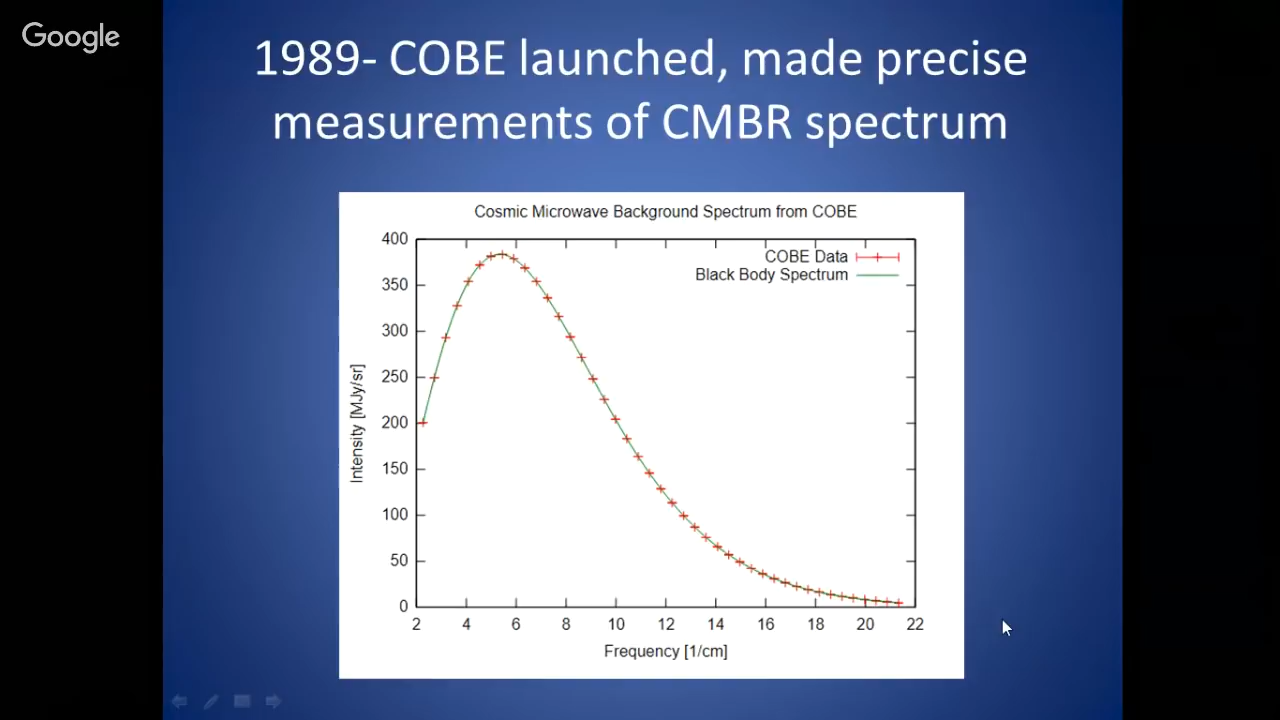 Google
1989- COBE launched, made precise
measurements of CMBR spectrum
Cosmic Microwave Background Spectrum from COBE
COBE Data
Black Body Spectrum
Intensity [MJy/sr]
400
350
300
250
200
150
100
50
0
2 4 6 8 10 12 14 16 18 20 22
Frequency [1/cm]